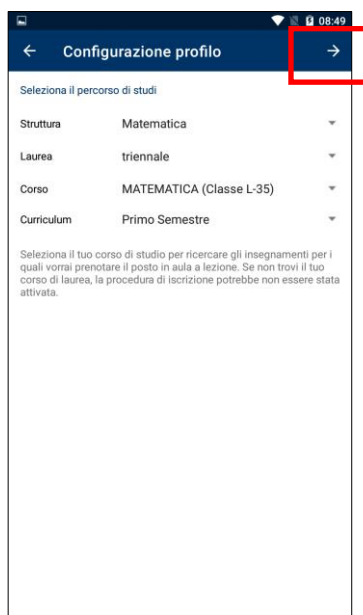 08:49
Configurazione profilo
Seleziona il percorso di studi
Struttura Matematica
Laurea triennale
Corso MATEMATICA (Classe L-35)
Curriculum Primo Semestre
Seleziona il tuo corso di studio per ricercare gli insegnamenti per i
quali vorrai prenotare il posto in aula a lezione. Se non trovi il tuo
corso di laurea, la procedura di iscrizione potrebbe non essere stata
attivata.